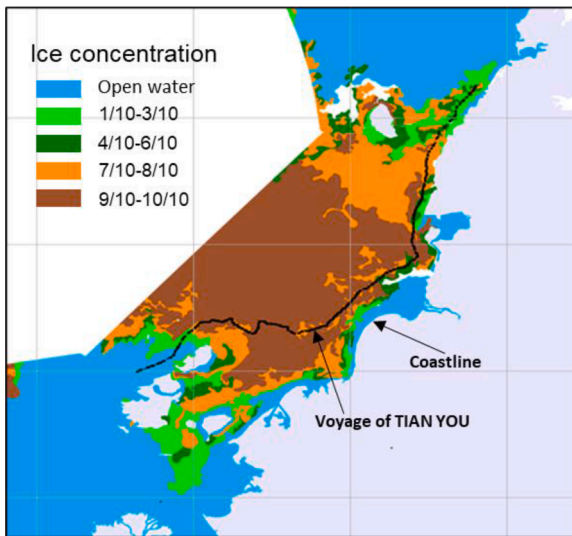 Ice concentration
Open water
1/10-3/10
4/10-6/10
7/10-8/10
9/10-10/10
Coastline
Voyage of TIAN YOU